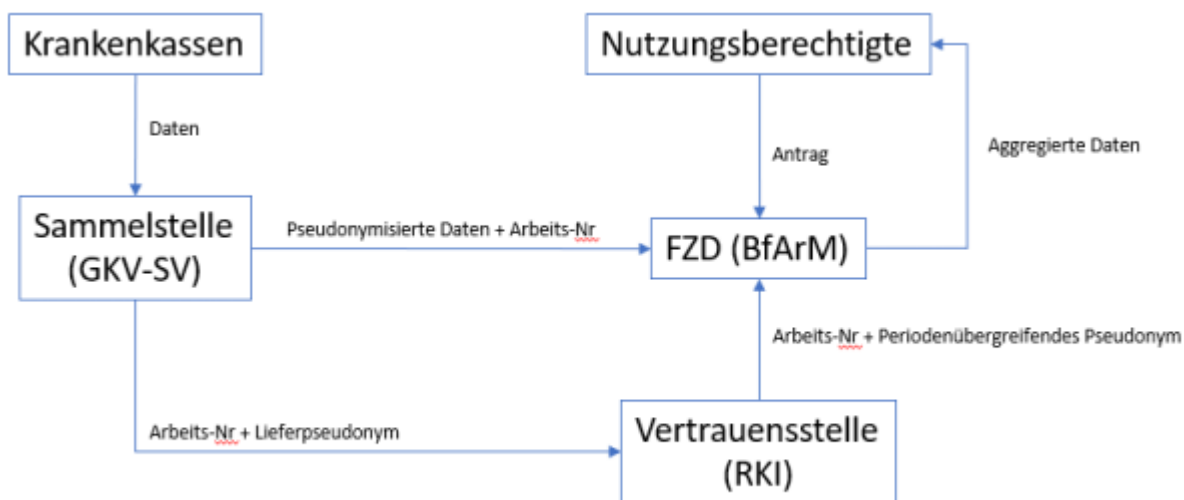 Krankenkassen
Nutzungsberechtigte
Daten
Antrag
Aggregierte Daten
Sammelstelle
(GKV-SV)
Pseudonymisierte Daten + Arbeits-Nr
FZD (BfArM)
Arbeits-Nr + Periodenübergreifendes Pseudonym
Arbeits-Nr + Lieferpseudonym
Vertrauensstelle
(RKI)